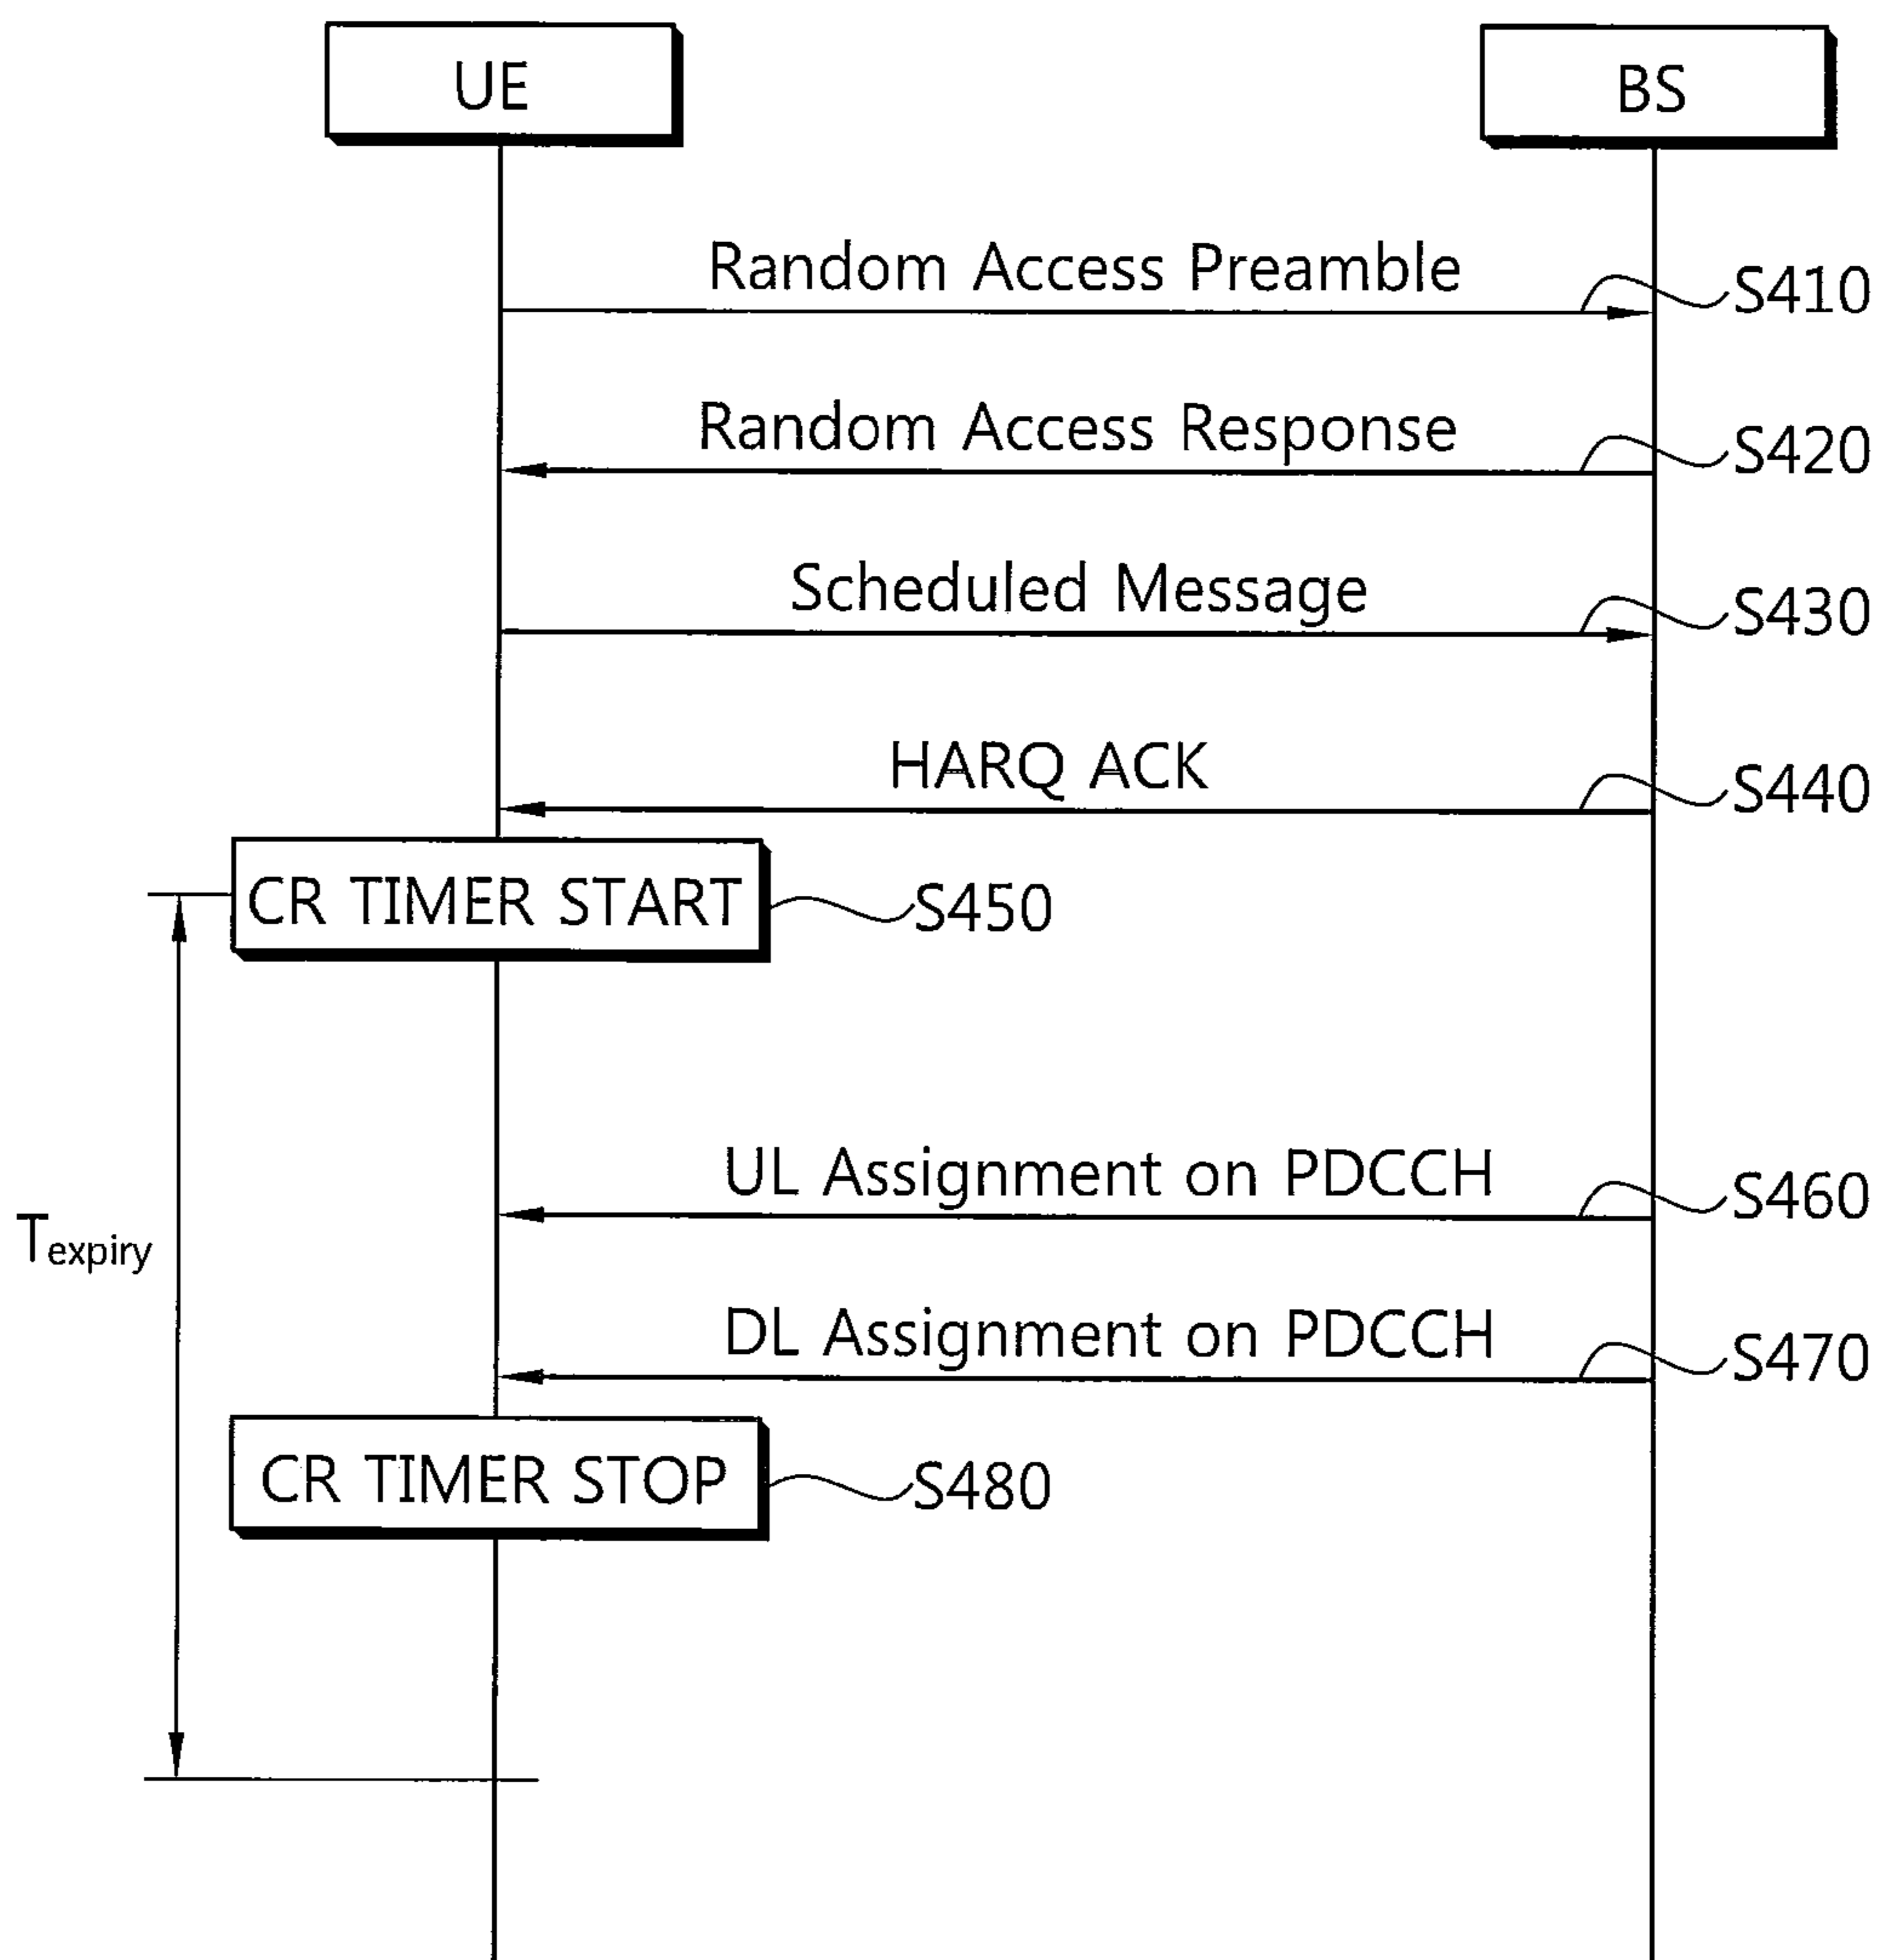 UE
BS
Random Access Preamble
S410
Random Access Response
S420
Scheduled Message
S430
HARQ ACK
S440
CR TIMER START
S450
UL Assignment on PDCCH
S460
Texpiry
DL Assignment on PDCCH
S470
CR TIMER STOP
S480